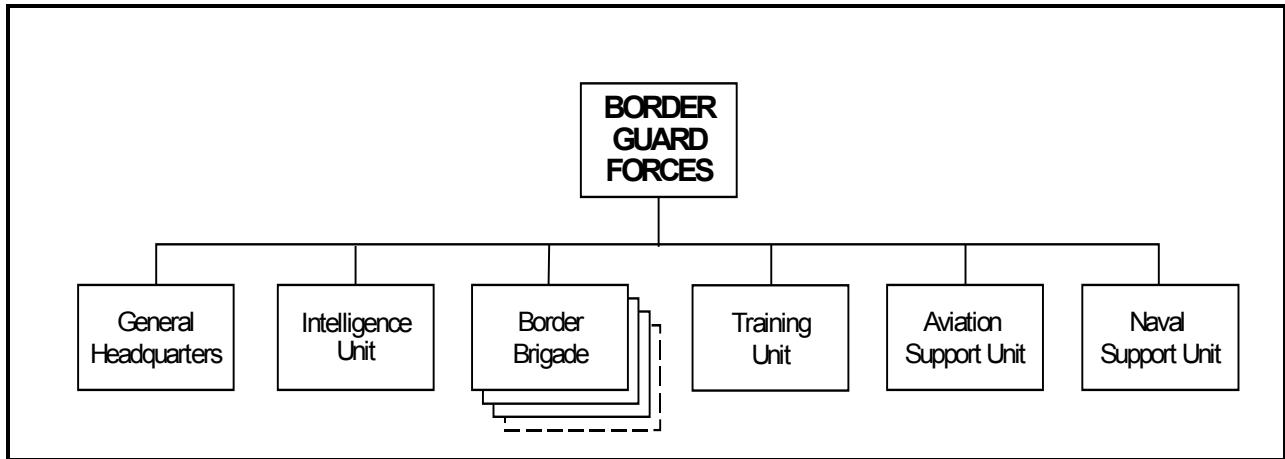 BORDER
GUARD
FORCES
General
Headquarters
Intelligence
Unit
Border
Brigade
Training
Unit
Aviation
Support Unit
Naval
Support Unit